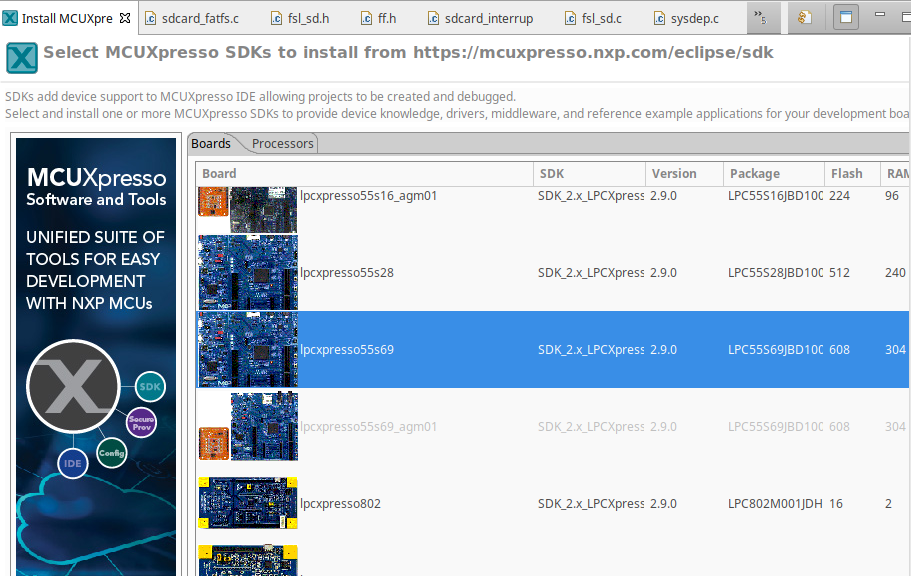 Install MCUXpre sdcard_fatfs.c fsl_sd.h ff.h sdcard_interrup fsl_sd.c sysdep.c »5
Select MCUXpresso SDKs to install from https://mcuxpresso.nxp.com/eclipse/sdk
SDKs add device support to MCUXpresso IDE allowing projects to be created and debugged.
Select and install one or more MCUXpresso SDKs to provide device knowledge, drivers, middleware, and reference example applications for your development boa
MCUXpresso
Software and Tools
UNIFIED SUITE OF
TOOLS FOR EASY
DEVELOPMENT
WITH NXP MCUs
X
SDK
Secure
Prov
Config
IDE
Boards Processors
Board SDK Version Package Flash RAM
lpcxpresso55s16_agm01 SDK_2.x_LPCXpress 2.9.0 LPC55S16JBD100 224 96
lpcxpresso55s28 SDK_2.x_LPCXpress 2.9.0 LPC55S28JBD100 512 240
lpcxpresso55s69 SDK_2.x_LPCXpress 2.9.0 LPC55S69JBD100 608 304
lpcxpresso55s69_agm01 SDK_2.x_LPCXpress 2.9.0 LPC55S69JBD100 608 304
lpcxpresso802 SDK_2.x_LPCXpress 2.9.0 LPC802M001JDH 16 2